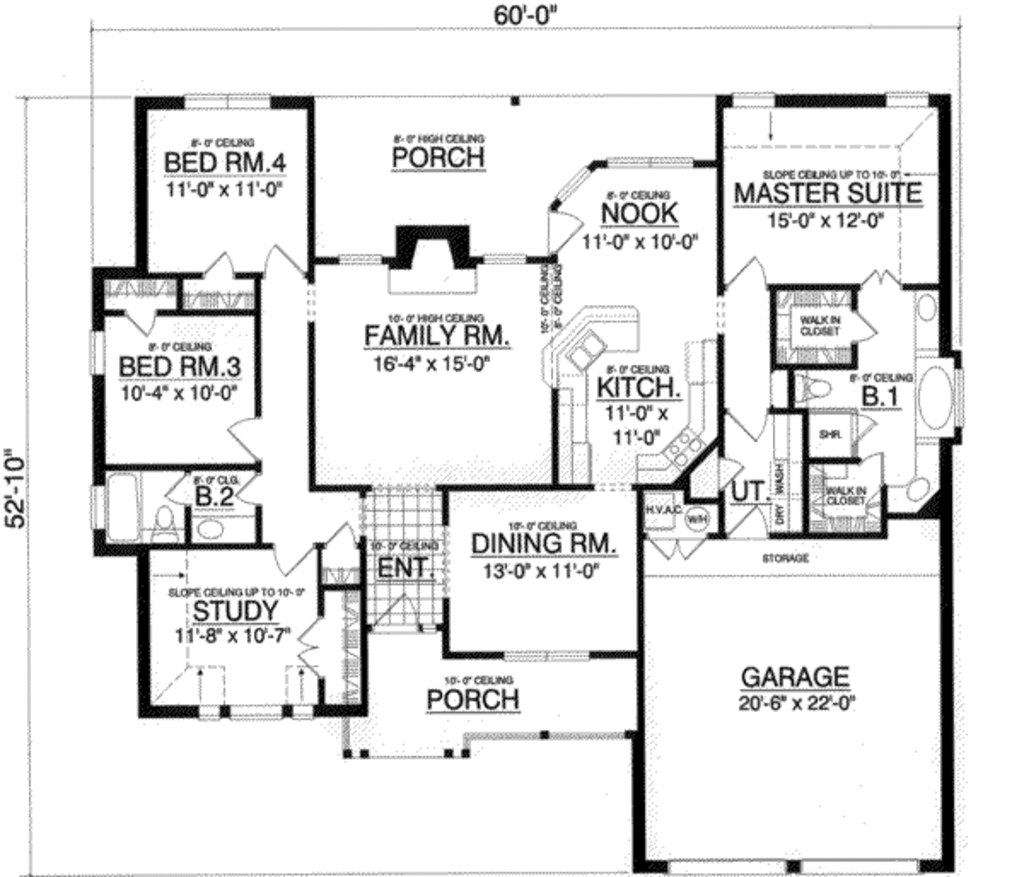 60'-0"
52'-10"
8'-0" CEILING
BED RM.4
11'-0" x 11'-0"
8'-0" HIGH CEILING
PORCH
8'-0" CEILING
NOOK
11'-0" x 10'-0"
SLOPE CEILING UP TO 10'-0"
MASTER SUITE
15'-0" x 12'-0"
10'-0" CEILING
8'-0" CEILING
10'-0" HIGH CEILING
FAMILY RM.
16'-4" x 15'-0"
WALK IN
CLOSET
8'-0" CEILING
BED RM.3
10'-4" x 10'-0"
8'-0" CEILING
KITCH.
11'-0" x
11'-0"
8'-0" CEILING
B.1
SHR.
8'-0" CLG.
B.2
UT.
WASH
DRY
WALK IN
CLOSET
H.V.A.C.
W/H
10'-0" CEILING
DINING RM.
13'-0" x 11'-0"
10'-0" CEILING
ENT.
STORAGE
SLOPE CEILING UP TO 10'-0"
STUDY
11'-8" x 10'-7"
10'-0" CEILING
PORCH
GARAGE
20'-6" x 22'-0"